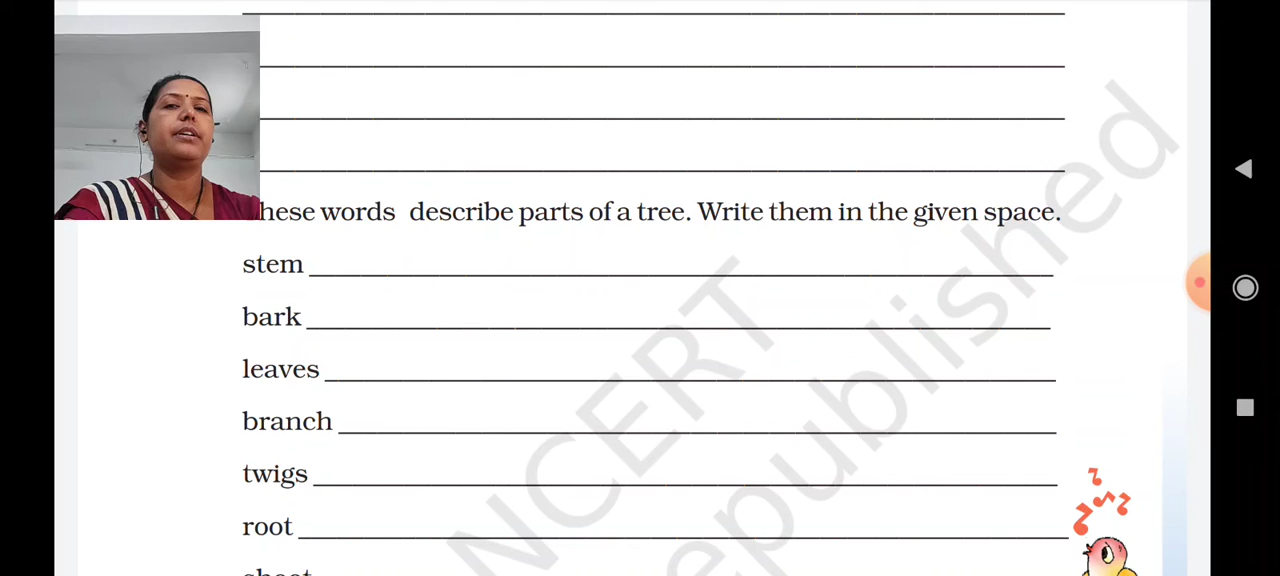 hese words describe parts of a tree. Write them in the given space.
stem
bark
leaves
branch
twigs
root
NCERT
republished